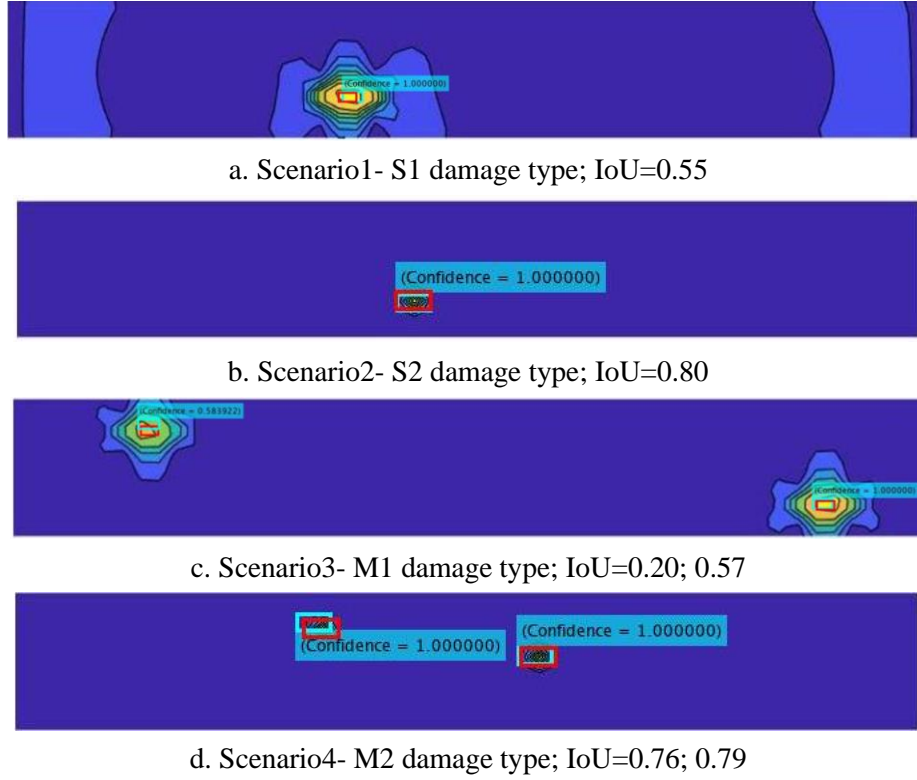 (Confidence = 1.000000)
a. Scenario1- S1 damage type; IoU=0.55
(Confidence = 1.000000)
b. Scenario2- S2 damage type; IoU=0.80
(Confidence = 0.583922)
(Confidence = 1.000000)
c. Scenario3- M1 damage type; IoU=0.20; 0.57
(Confidence = 1.000000)
(Confidence = 1.000000)
d. Scenario4- M2 damage type; IoU=0.76; 0.79